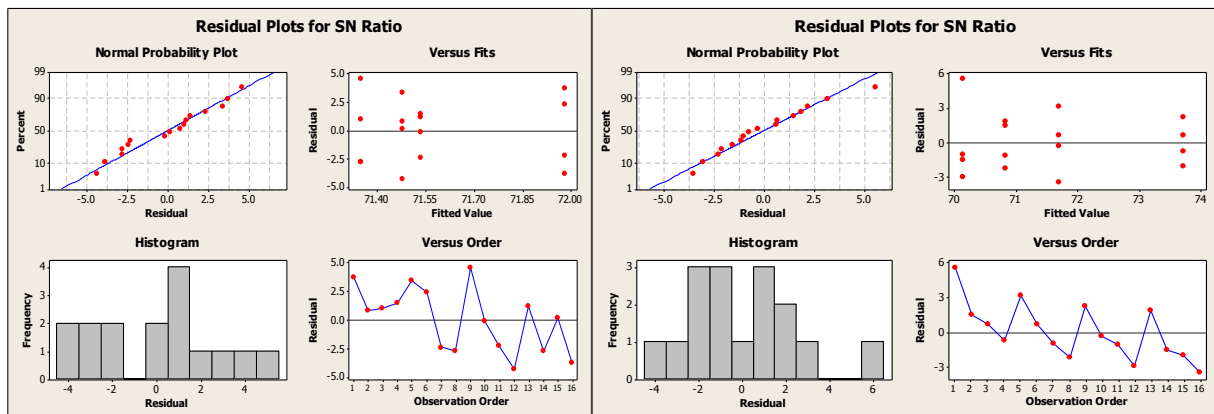 Residual Plots for SN Ratio
Normal Probability Plot
Versus Fits
99
90
50
10
1
Percent
-5.0 -2.5 0.0 2.5 5.0
Residual
5.0
2.5
0.0
-2.5
-5.0
Residual
71.40 71.55 71.70 71.85 72.00
Fitted Value
Histogram
Versus Order
4
3
2
1
0
Frequency
-4 -2 0 2 4
Residual
5.0
2.5
0.0
-2.5
-5.0
Residual
1 2 3 4 5 6 7 8 9 10 11 12 13 14 15 16
Observation Order
Residual Plots for SN Ratio
Normal Probability Plot
Versus Fits
99
90
50
10
1
Percent
-5.0 -2.5 0.0 2.5 5.0
Residual
6
3
0
-3
Residual
70 71 72 73 74
Fitted Value
Histogram
Versus Order
3
2
1
0
Frequency
-4 -2 0 2 4 6
Residual
6
3
0
-3
Residual
1 2 3 4 5 6 7 8 9 10 11 12 13 14 15 16
Observation Order